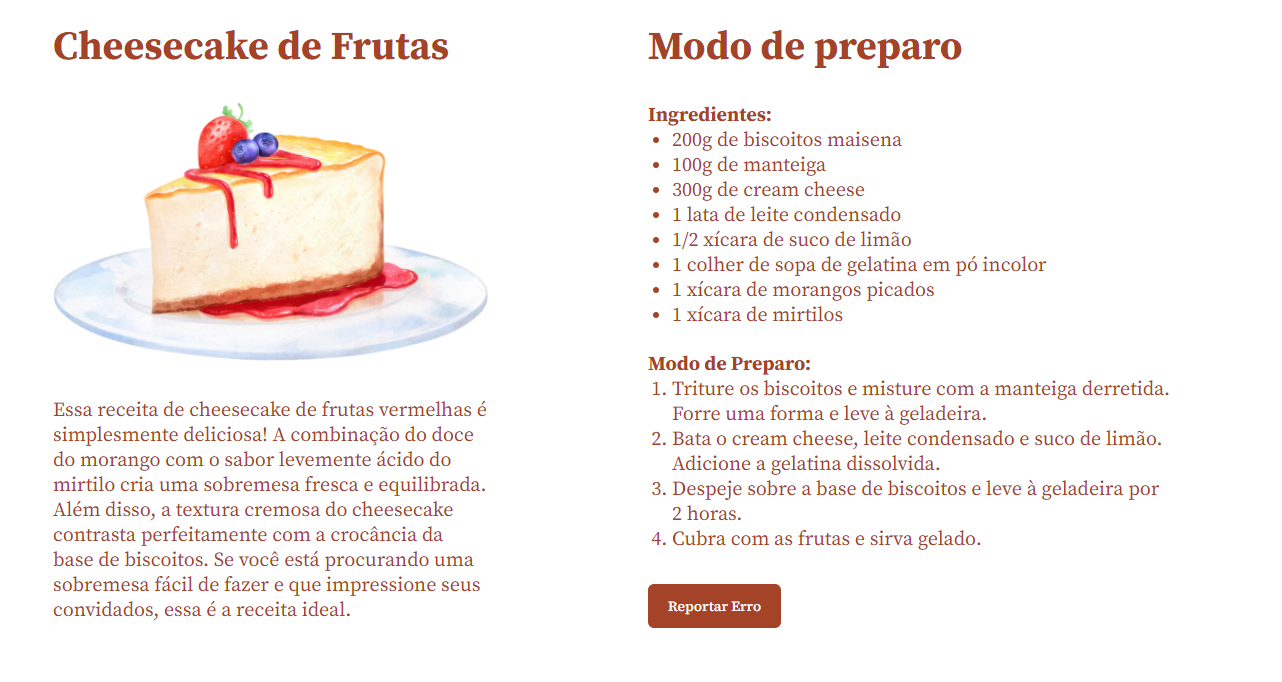 Cheesecake de Frutas
Essa receita de cheesecake de frutas vermelhas é
simplesmente deliciosa! A combinação do doce
do morango com o sabor levemente ácido do
mirtilo cria uma sobremesa fresca e equilibrada.
Além disso, a textura cremosa do cheesecake
contrasta perfeitamente com a crocância da
base de biscoitos. Se você está procurando uma
sobremesa fácil de fazer e que impressione seus
convidados, essa é a receita ideal.
Modo de preparo
Ingredientes:
• 200g de biscoitos maisena
• 100g de manteiga
• 300g de cream cheese
• 1 lata de leite condensado
• 1/2 xícara de suco de limão
• 1 colher de sopa de gelatina em pó incolor
• 1 xícara de morangos picados
• 1 xícara de mirtilos
Modo de Preparo:
1. Triture os biscoitos e misture com a manteiga derretida.
Forre uma forma e leve à geladeira.
2. Bata o cream cheese, leite condensado e suco de limão.
Adicione a gelatina dissolvida.
3. Despeje sobre a base de biscoitos e leve à geladeira por
2 horas.
4. Cubra com as frutas e sirva gelado.
Reportar Erro